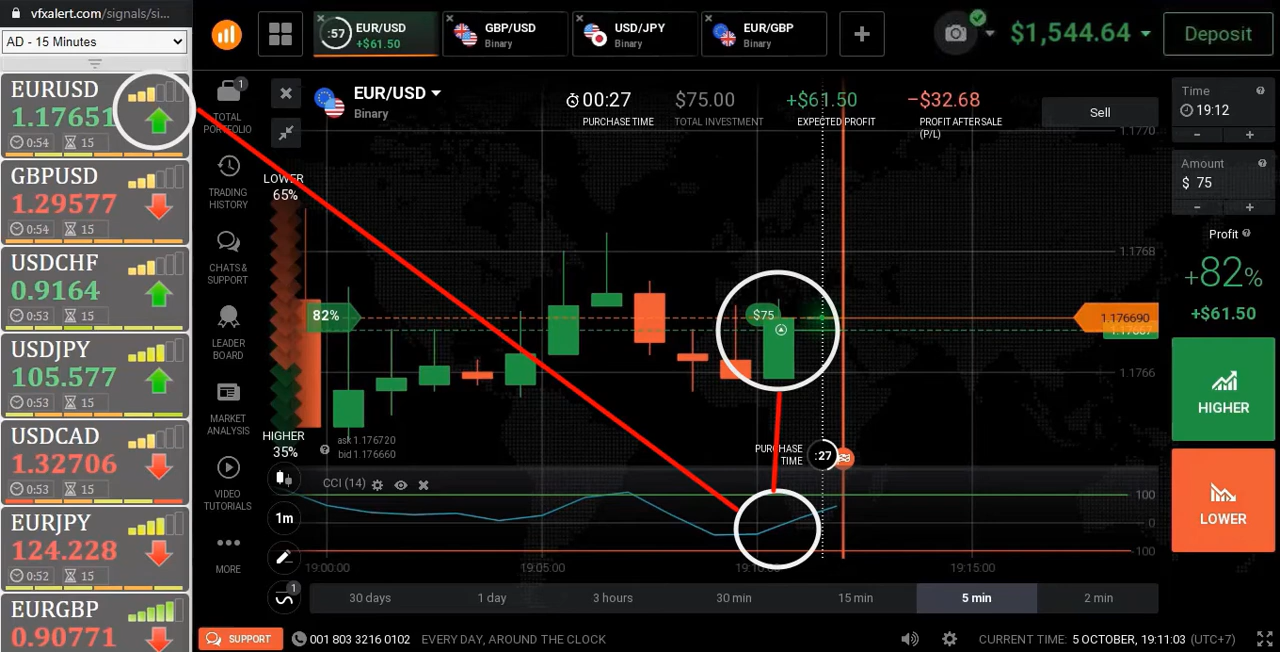 vfxalert.com/signals/si...
AD - 15 Minutes
EURUSD
1.17651
0:54 15
GBPUSD
1.29577
0:54 15
USDCHF
0.9164
0:53 15
USDJPY
105.577
0:53 15
USDCAD
1.32706
0:53 15
EURJPY
124.228
0:52 15
EURGBP
0.90771
:57 EUR/USD
+$61.50
GBP/USD
Binary
USD/JPY
Binary
EUR/GBP
Binary
$1,544.64
Deposit
1
TOTAL
PORTFOLIO
TRADING
HISTORY
CHATS &
SUPPORT
LEADER
BOARD
MARKET
ANALYSIS
VIDEO
TUTORIALS
MORE
EUR/USD
Binary
00:27
PURCHASE TIME
$75.00
TOTAL INVESTMENT
+$61.50
EXPECTED PROFIT
−$32.68
PROFIT AFTER SALE
(P/L)
Sell
LOWER
65%
82%
$75
1.1770
1.1768
1.176690
1.17667
1.1766
HIGHER
35%
ask 1.176720
bid 1.176660
PURCHASE
TIME
:27
CCI (14)
1m
1
100
0
-100
19:00:00
19:05:00
19:10:00
19:15:00
30 days
1 day
3 hours
30 min
15 min
5 min
2 min
Time
19:12
- +
Amount
$ 75
- +
Profit
+82%
+$61.50
HIGHER
LOWER
SUPPORT
001 803 3216 0102
EVERY DAY, AROUND THE CLOCK
CURRENT TIME: 5 OCTOBER, 19:11:03 (UTC+7)